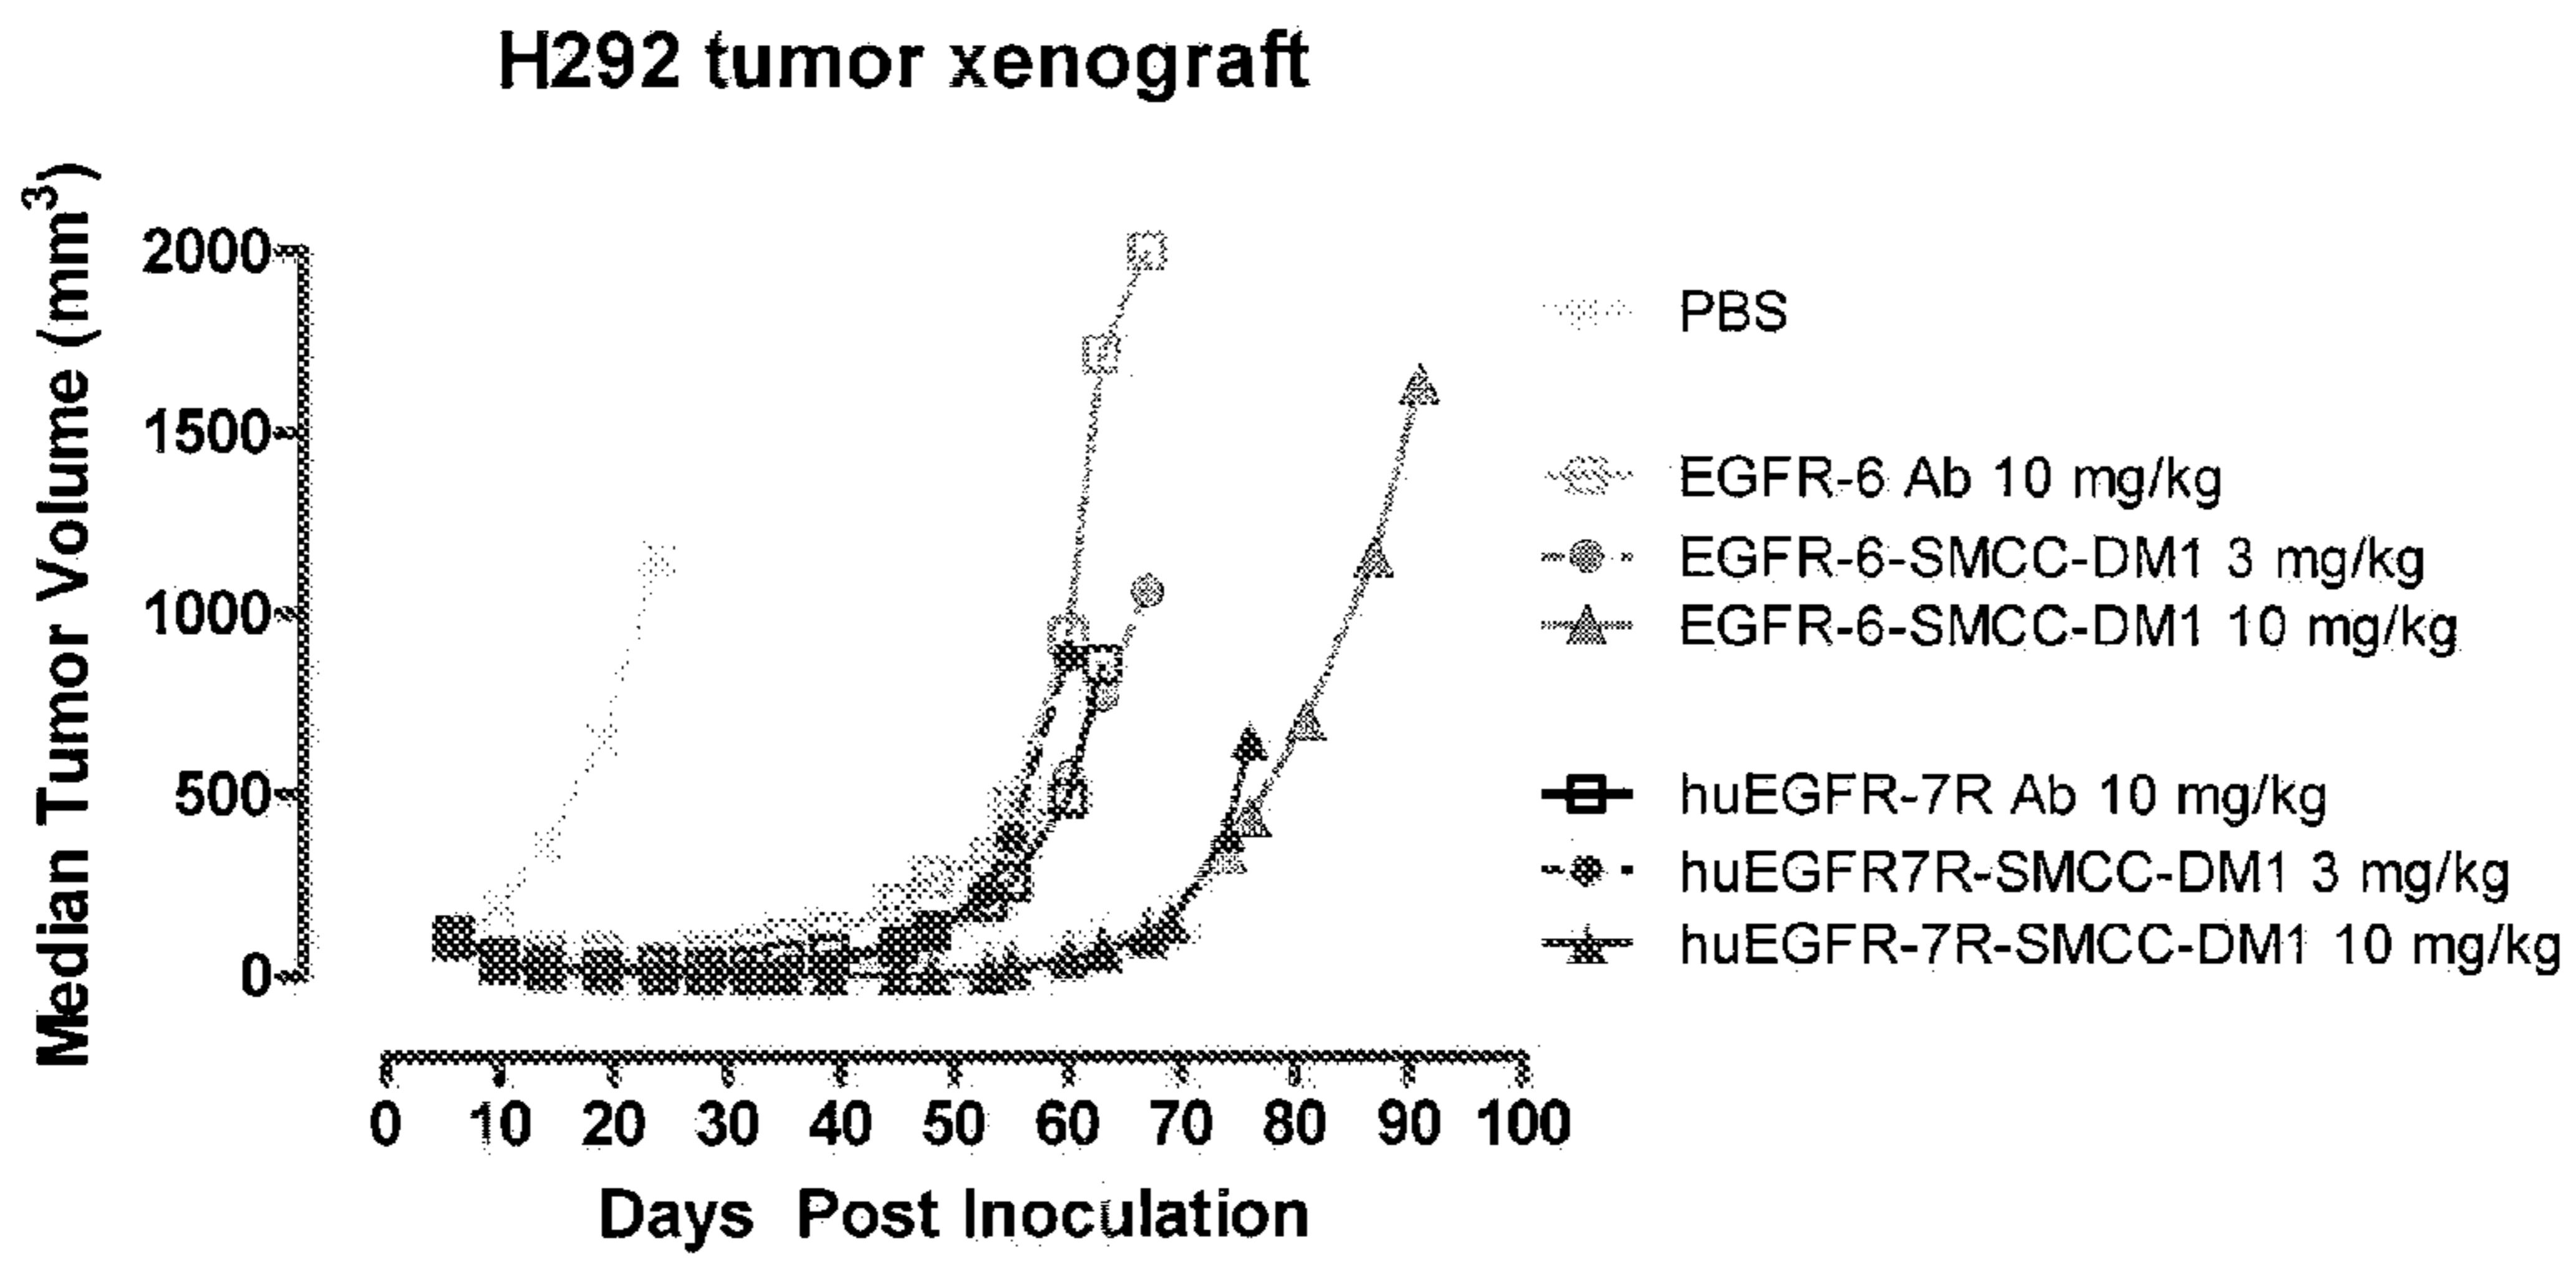 H292 tumor xenograft
Median Tumor Volume (mm³)
2000
1500
1000
500
0
0 10 20 30 40 50 60 70 80 90 100
Days Post Inoculation
PBS
EGFR-6 Ab 10 mg/kg
EGFR-6-SMCC-DM1 3 mg/kg
EGFR-6-SMCC-DM1 10 mg/kg
huEGFR-7R Ab 10 mg/kg
huEGFR7R-SMCC-DM1 3 mg/kg
huEGFR-7R-SMCC-DM1 10 mg/kg